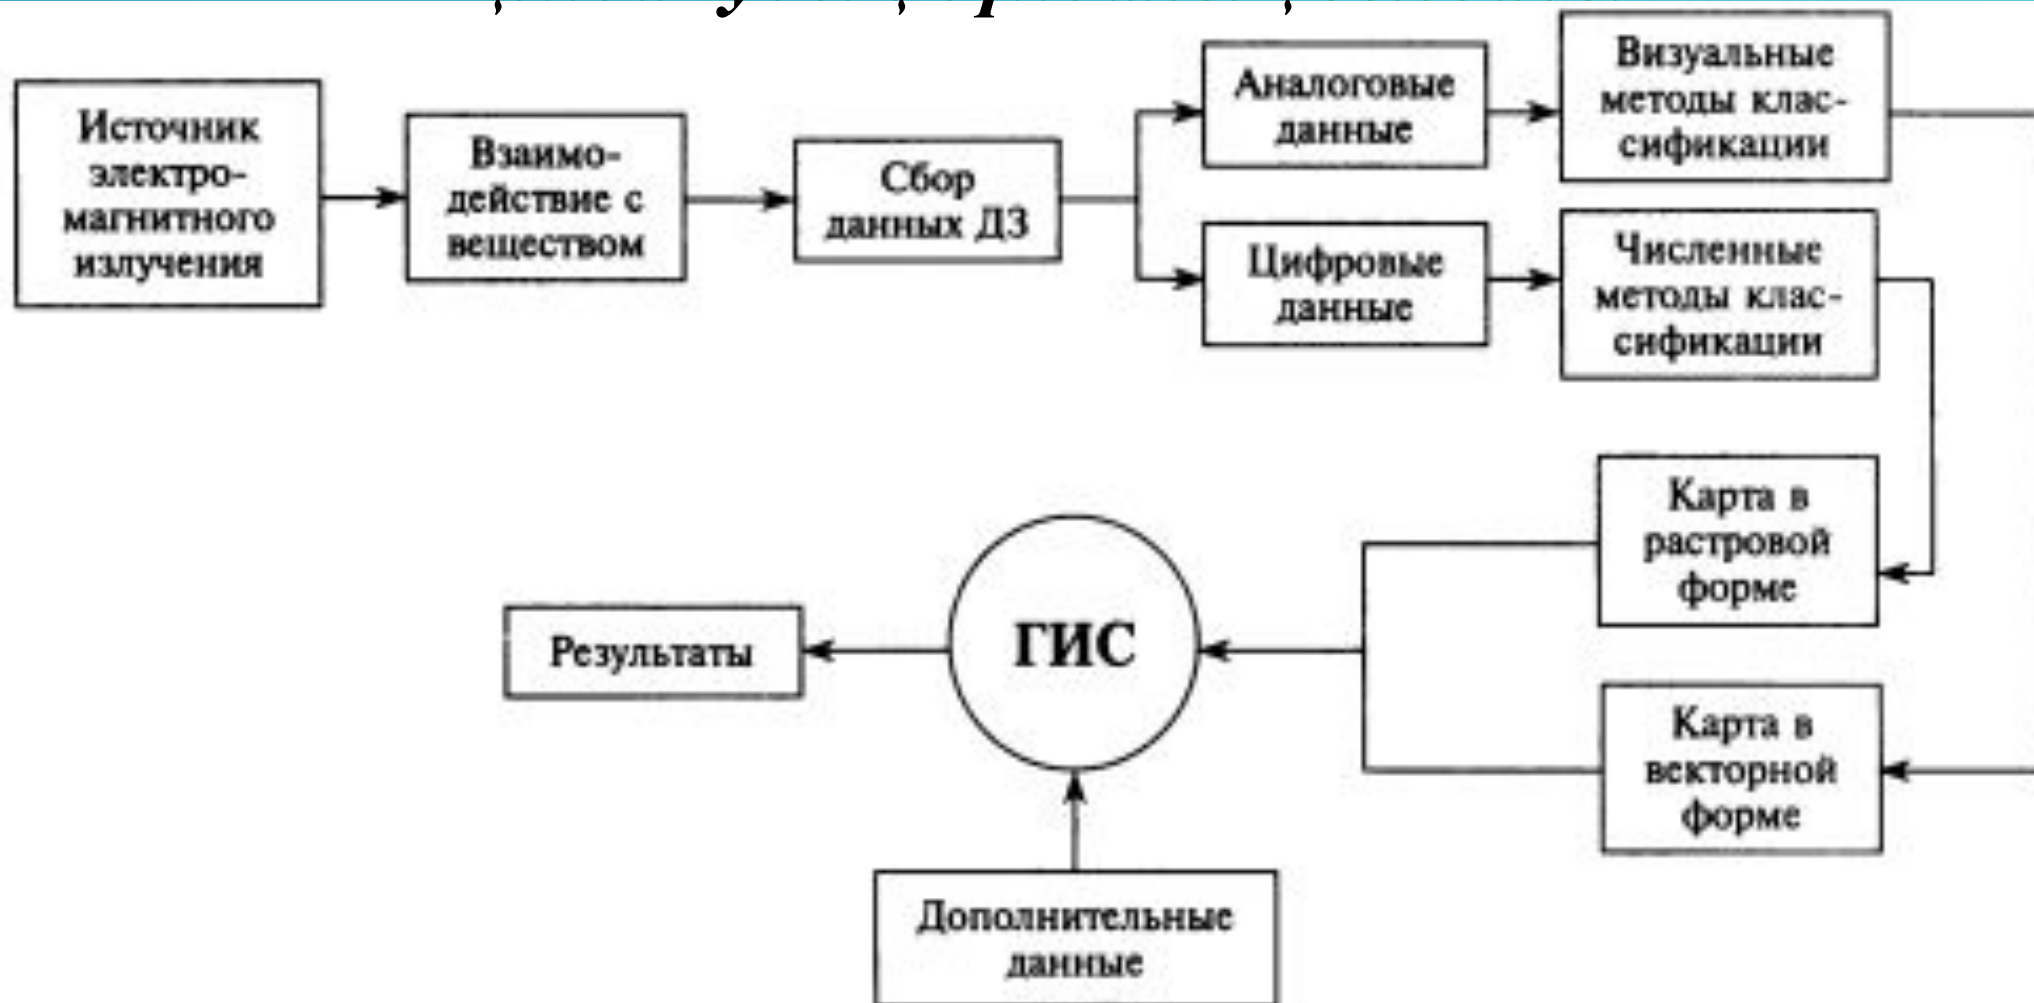 Источник
электро-
магнитного
излучения
Взаимо-
действие с
веществом
Сбор
данных ДЗ
Аналоговые
данные
Визуальные
методы клас-
сификации
Цифровые
данные
Численные
методы клас-
сификации
Карта в
растровой
форме
ГИС
Результаты
Карта в
векторной
форме
Дополнительные
данные